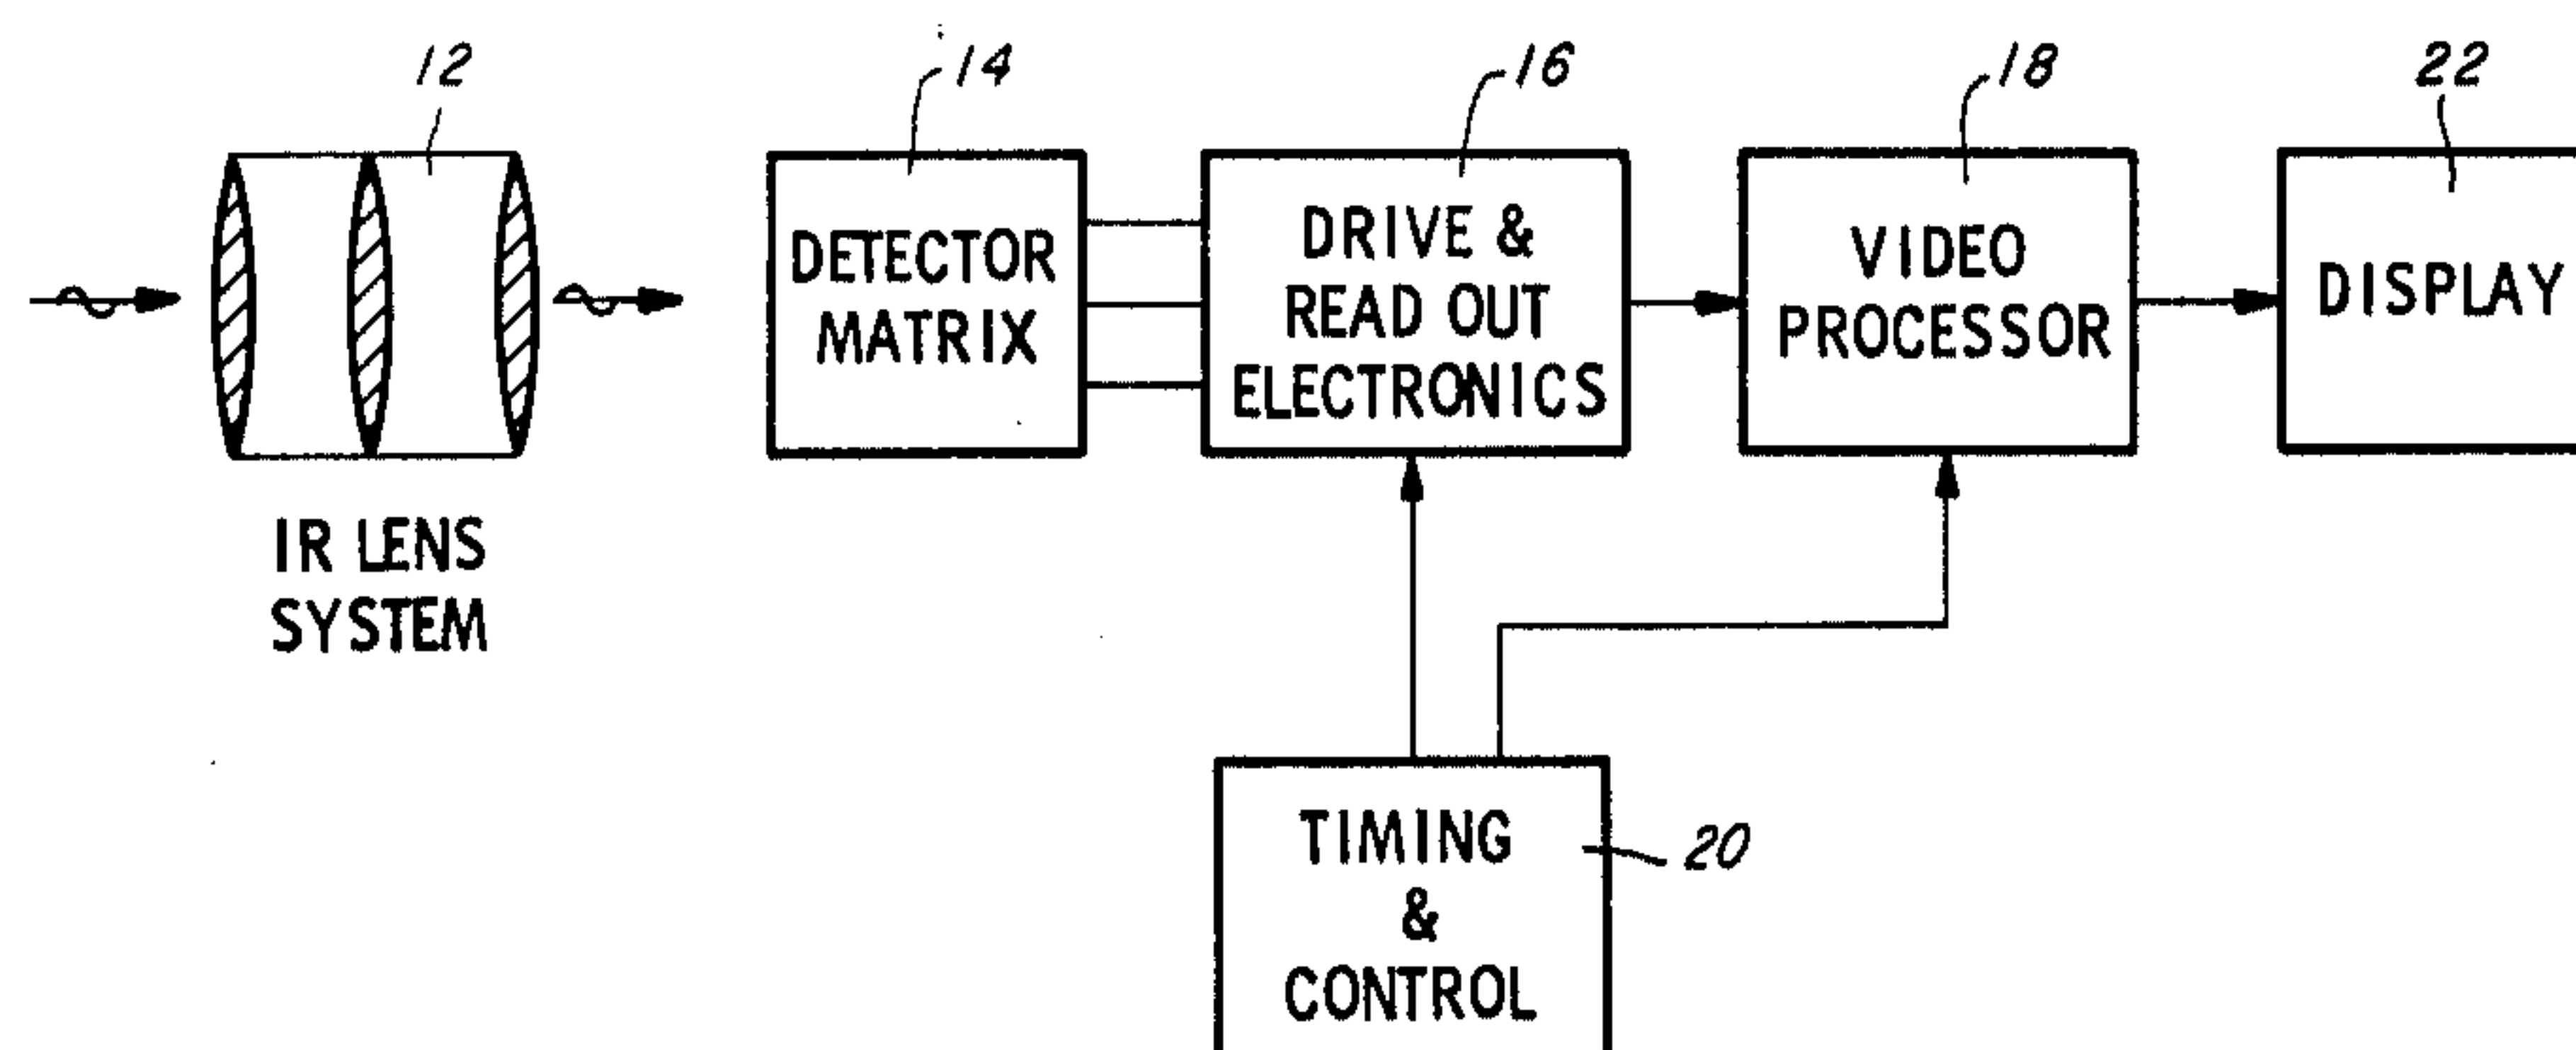 12
14
16
18
22
DETECTOR
MATRIX
DRIVE &
READ OUT
ELECTRONICS
VIDEO
PROCESSOR
DISPLAY
IR LENS
SYSTEM
TIMING
&
CONTROL
20